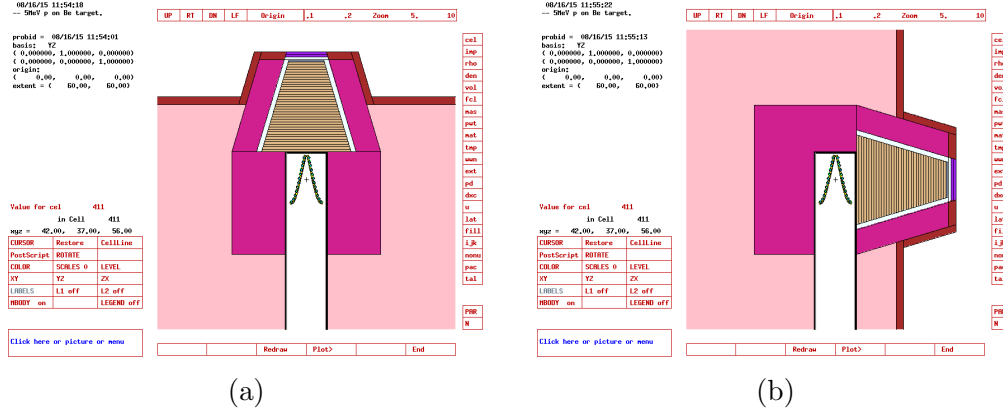 08/16/15 11:54:18
-- 5MeV p on Be target.
probid = 08/16/15 11:54:01
basis: YZ
( 0.000000, 1.000000, 0.000000)
( 0.000000, 0.000000, 1.000000)
origin:
( 0.00, 0.00, 0.00)
extent = ( 60.00, 60.00)
UP RT DN LF Origin .1 .2 Zoom 5. 10
cel
imp
rho
den
vol
fcl
mas
pwt
mat
tmp
wwn
ext
pd
dxc
u
lat
fill
ijk
nonu
pac
tal
PAR
N
Value for cel 411
in Cell 411
xyz = 42.00, 37.00, 56.00
CURSOR Restore CellLine
PostScript ROTATE
COLOR SCALES 0 LEVEL
XY YZ ZX
LABELS L1 off L2 off
MBODY on LEGEND off
Click here or picture or menu
Redraw Plot> End
(a)
08/16/15 11:55:22
-- 5MeV p on Be target.
probid = 08/16/15 11:55:13
basis: YZ
( 0.000000, 1.000000, 0.000000)
( 0.000000, 0.000000, 1.000000)
origin:
( 0.00, 0.00, 0.00)
extent = ( 60.00, 60.00)
UP RT DN LF Origin .1 .2 Zoom 5. 10
Value for cel 411
in Cell 411
xyz = 42.00, 37.00, 56.00
CURSOR Restore CellLine
PostScript ROTATE
COLOR SCALES 0 LEVEL
XY YZ ZX
LABELS L1 off L2 off
MBODY on LEGEND off
Click here or picture or menu
Redraw Plot> End
(b)